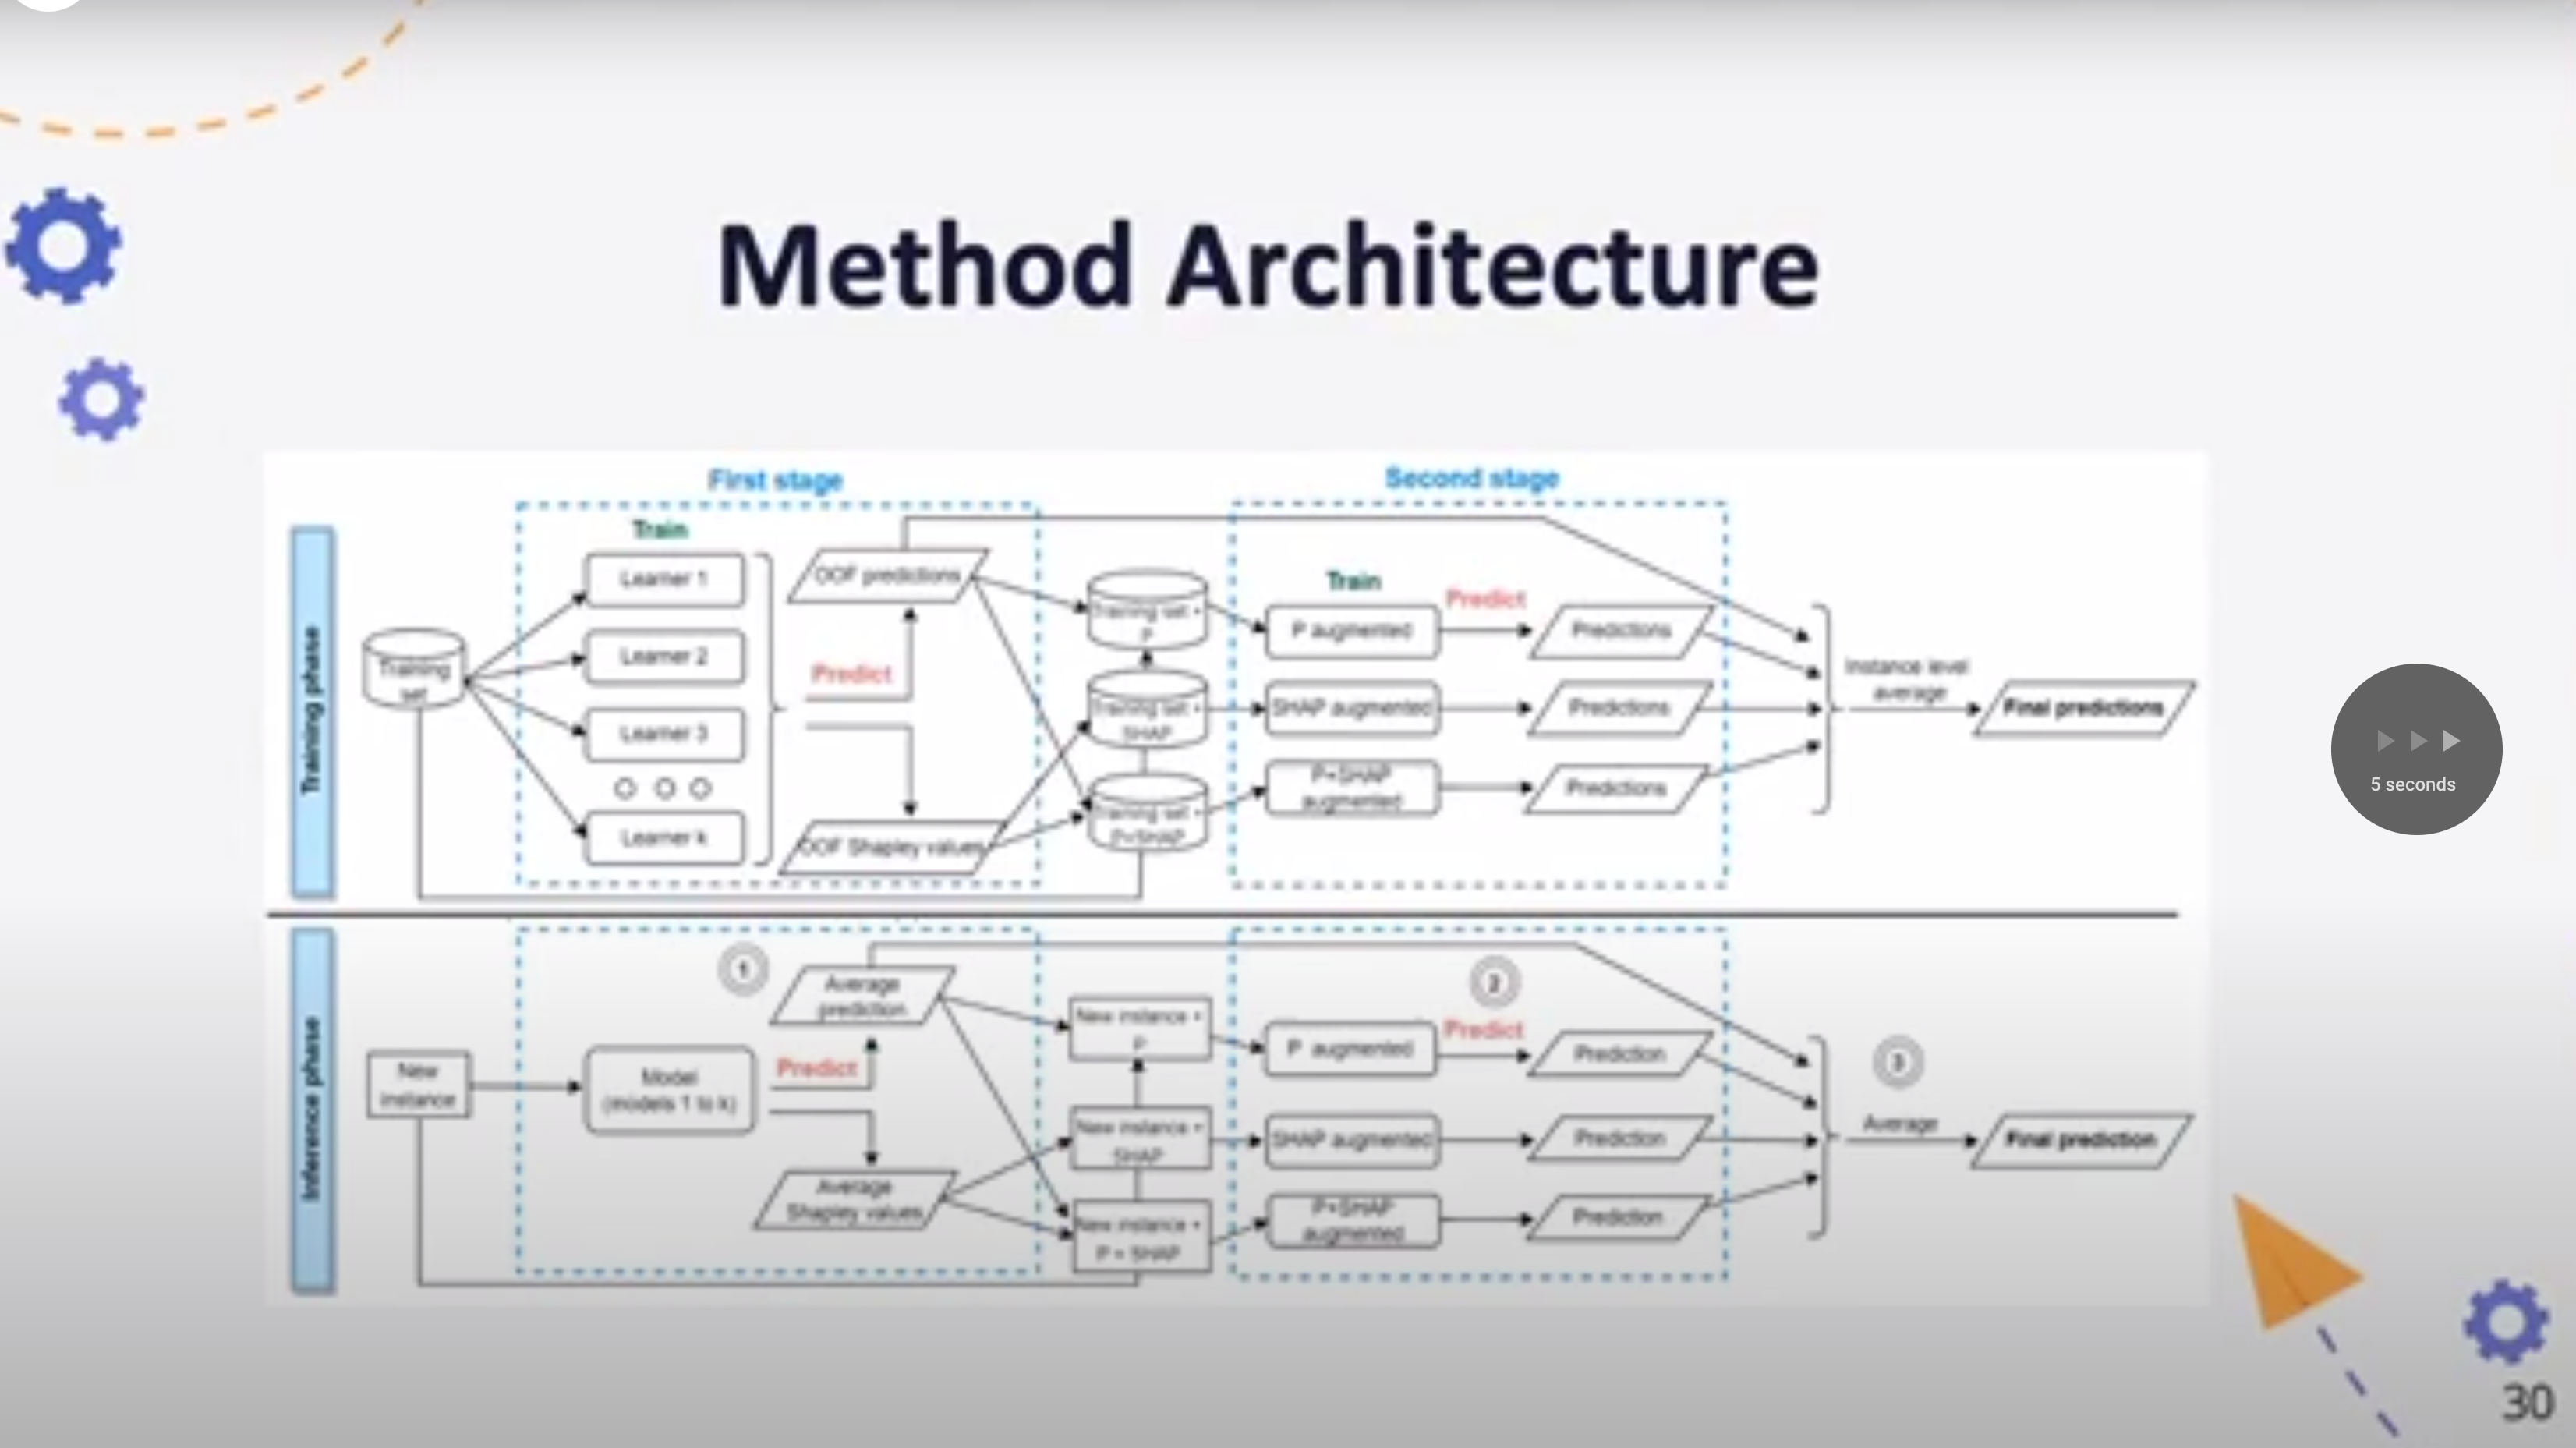 Method Architecture
First stage
Second stage
Training phase
Train
Learner 1
Learner 2
Learner 3
Learner k
Training
set
Predict
OOF predictions
OOF Shapley values
Training set +
P
Training set +
SHAP
Training set +
P+SHAP
Train
Predict
P augmented
SHAP augmented
P+SHAP
augmented
Predictions
Predictions
Predictions
Instance level
average
Final predictions
5 seconds
Inference phase
New
instance
Model
(models 1 to k)
1
Predict
Average
prediction
Average
Shapley values
New instance +
P
New instance +
SHAP
New instance +
P + SHAP
2
Predict
P augmented
SHAP augmented
P+SHAP
augmented
Prediction
Prediction
Prediction
3
Average
Final prediction
30